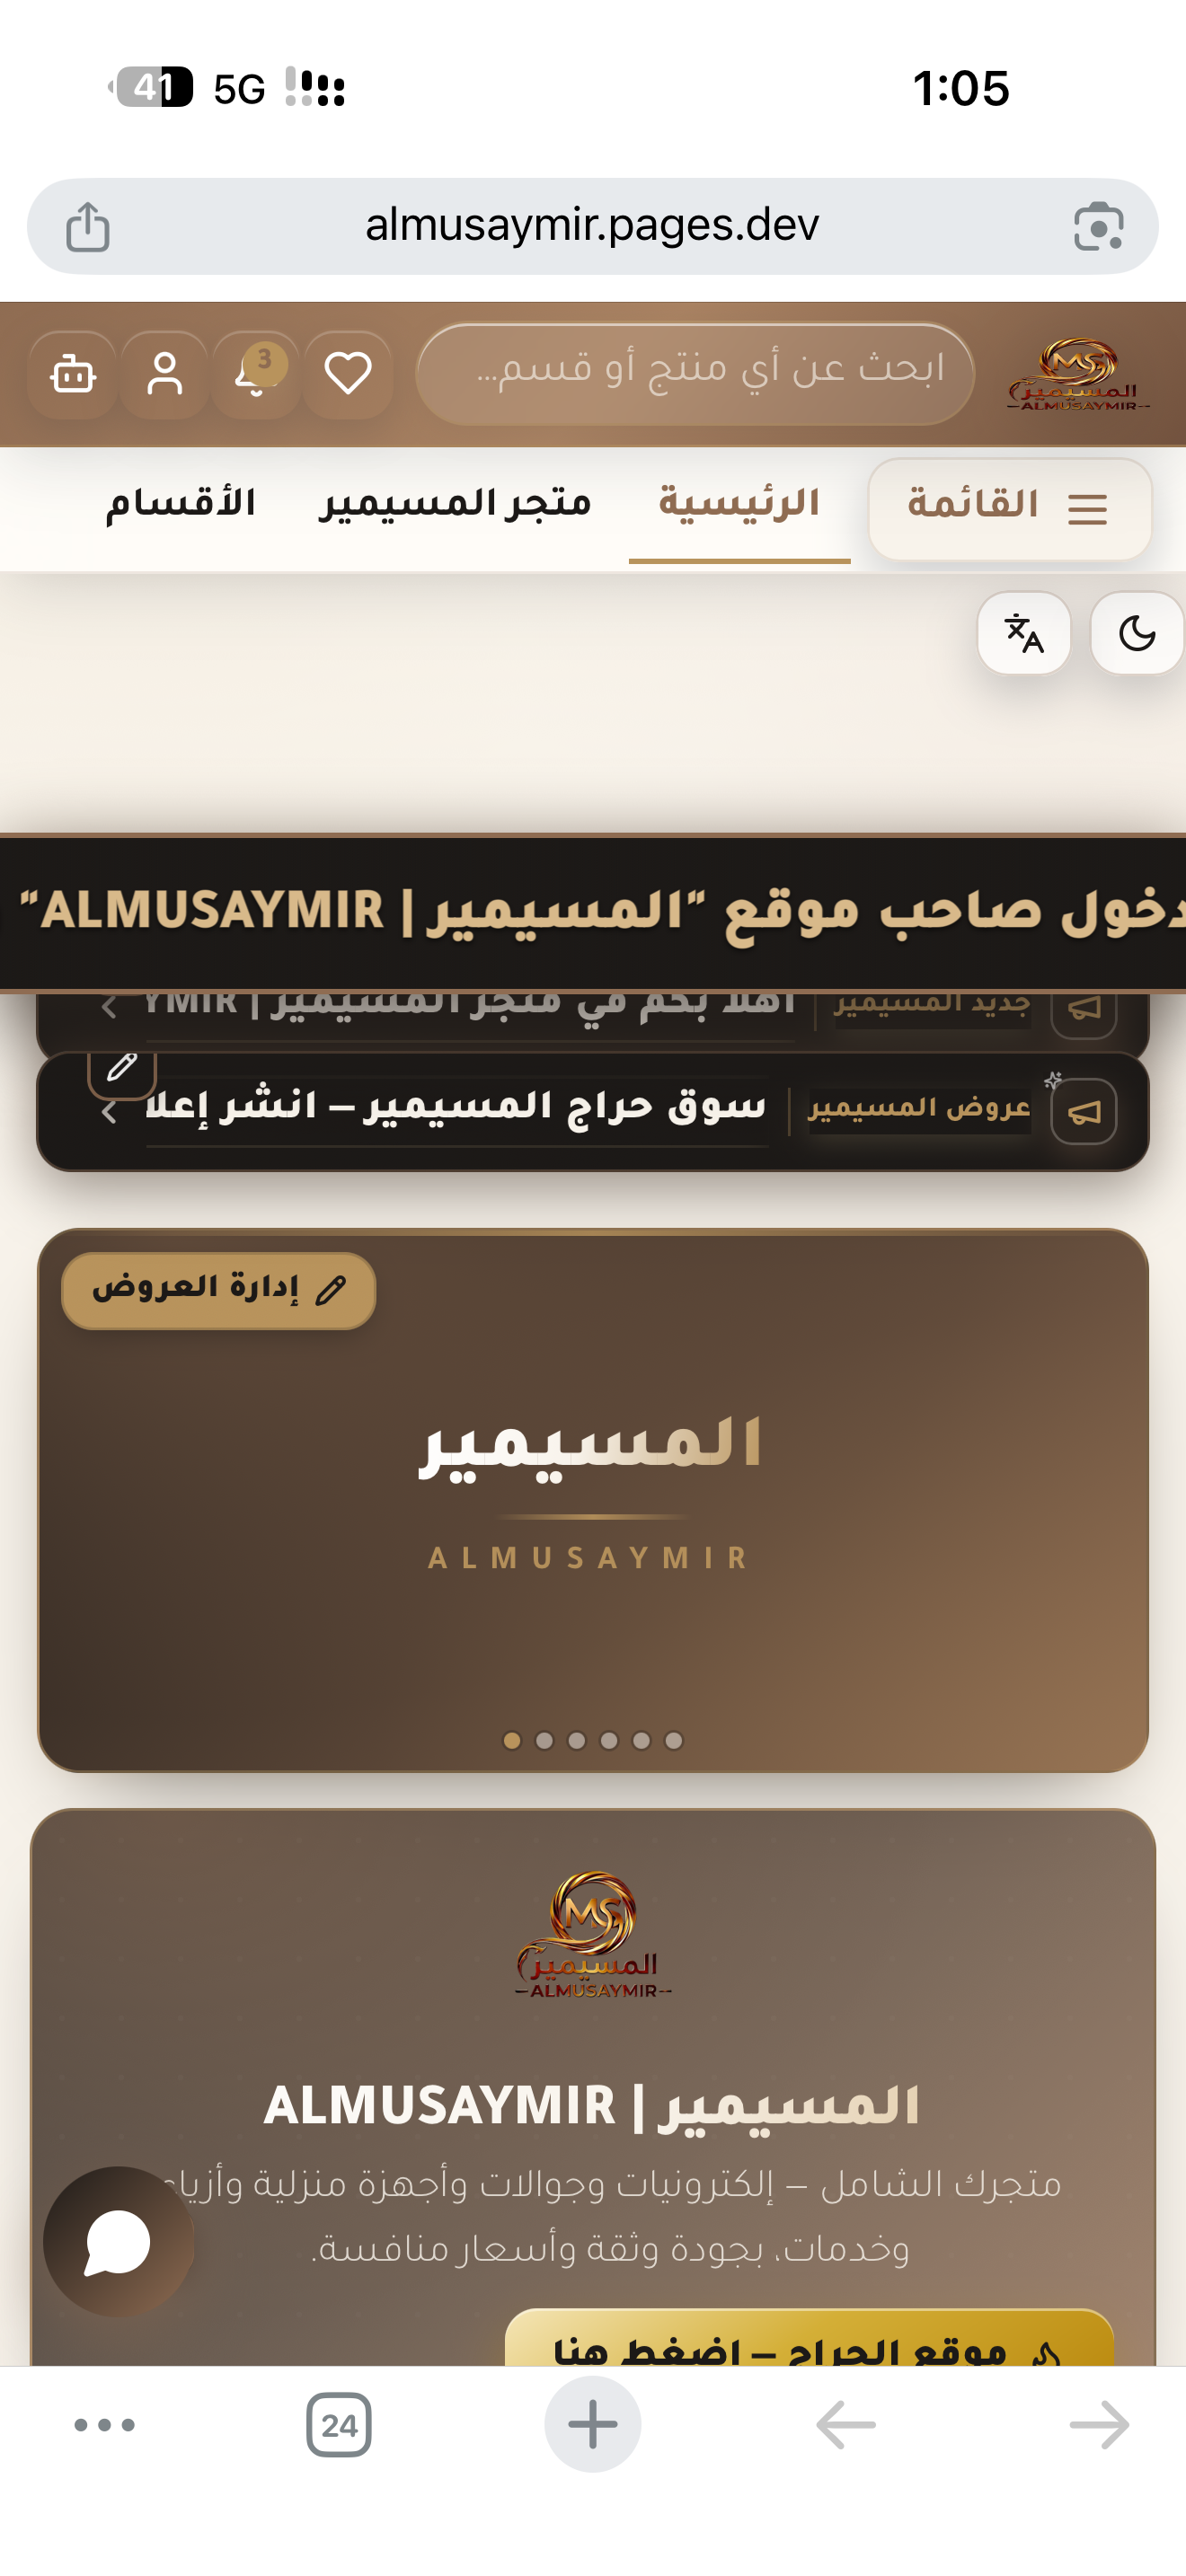 1:05
5G
41
almusaymir.pages.dev
المسيمير
-ALMUSAYMIR-
ابحث عن أي منتج أو قسم...
3
القائمة
الرئيسية
متجر المسيمير
الأقسام
دخول صاحب موقع "المسيمير | ALMUSAYMIR"
جديد المسيمير
أهلا بكم في متجر المسيمير | YMIR
عروض المسيمير
سوق حراج المسيمير – انشر إعلا
إدارة العروض
المسيمير
ALMUSAYMIR
MS
المسيمير
-ALMUSAYMIR-
المسيمير | ALMUSAYMIR
متجرك الشامل – إلكترونيات وجوالات وأجهزة منزلية وأزياء
وخدمات، بجودة وثقة وأسعار منافسة.
موقع الحراج – اضغط هنا
24